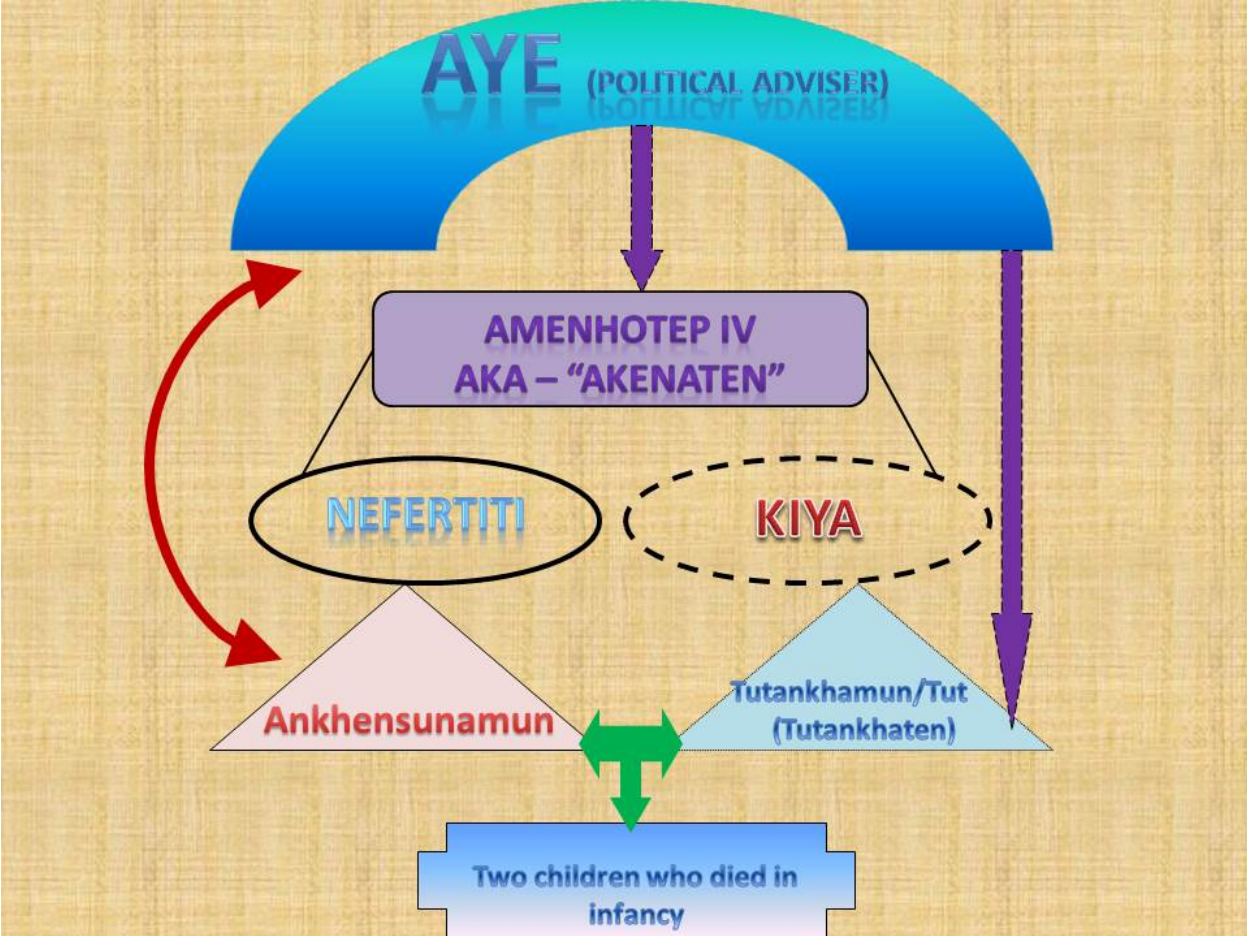 AYE (POLITICAL ADVISER)
AMENHOTEP IV
AKA – “AKENATEN”
NEFERTITI
KIYA
Ankhensunamun
Tutankhamun/Tut
(Tutankhaten)
Two children who died in
infancy